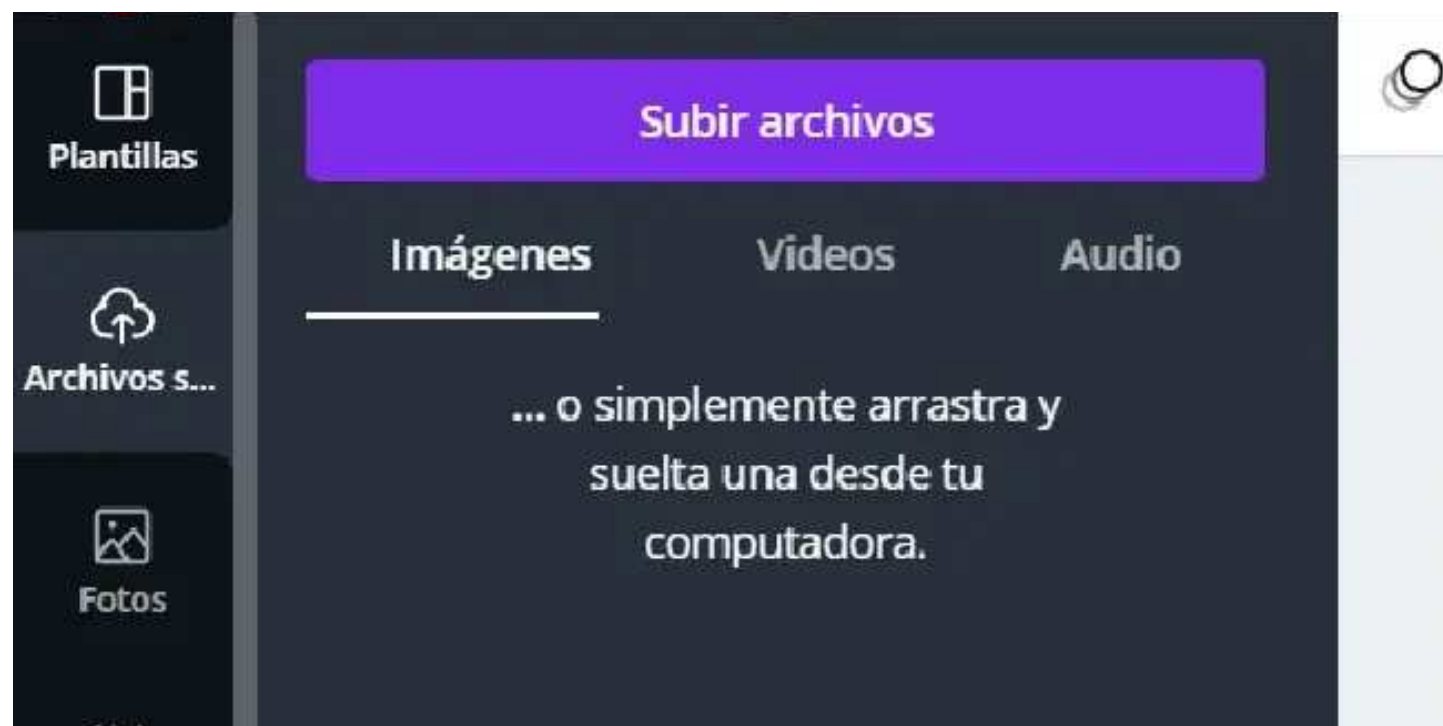 Plantillas
Archivos s...
Fotos
Subir archivos
Imágenes Videos Audio
... o simplemente arrastra y
suelta una desde tu
computadora.